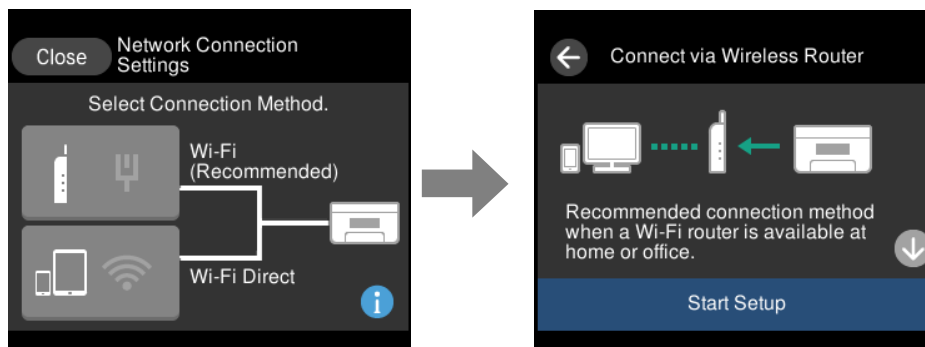 Close
Network Connection
Settings
Select Connection Method.
Wi-Fi
(Recommended)
Wi-Fi Direct
i
Connect via Wireless Router
Recommended connection method
when a Wi-Fi router is available at
home or office.
Start Setup